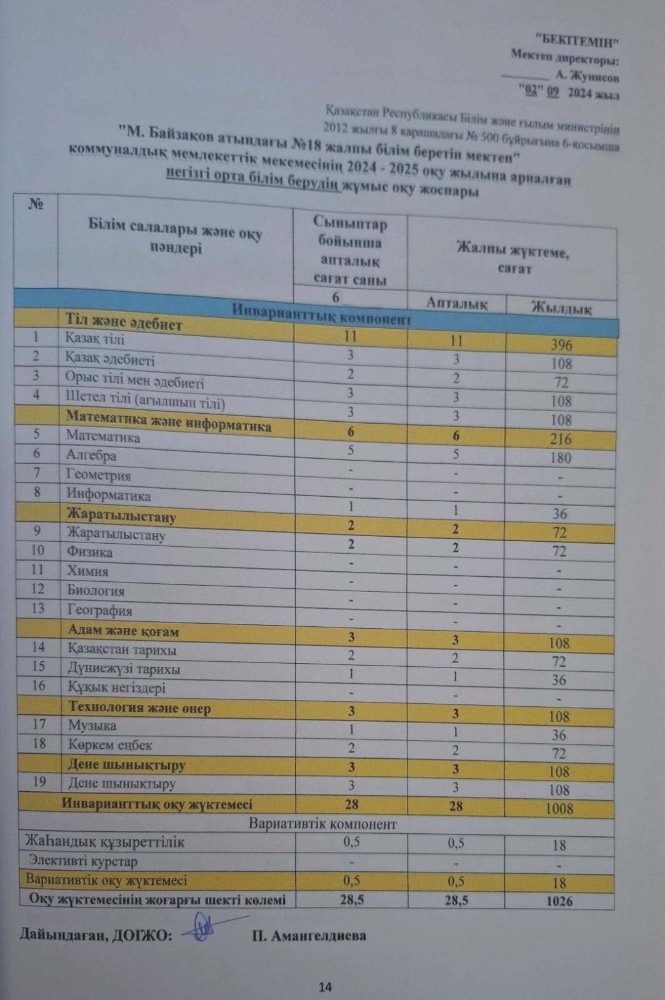 "БЕКІТЕМІН"
Мектеп директоры:
________ А. Жунисов
"02" 09 2024 жыл
Қазақстан Республикасы Білім және ғылым министрінің
2012 жылғы 8 қарашадағы № 500 бұйрығына 6-қосымша
"М. Байзақов атындағы №18 жалпы білім беретін мектеп"
коммуналдық мемлекеттік мекемесінің 2024 - 2025 оқу жылына арналған
негізгі орта білім берудің жұмыс оқу жоспары
№ Білім салалары және оқу пәндері Сыныптар бойынша апталық сағат саны Жалпы жүктеме, сағат
6 Апталық Жылдық
Инварианттық компонент
Тіл және әдебиет 11 11 396
1 Қазақ тілі 3 3 108
2 Қазақ әдебиеті 2 2 72
3 Орыс тілі мен әдебиеті 3 3 108
4 Шетел тілі (ағылшын тілі) 3 3 108
Математика және информатика 6 6 216
5 Математика 5 5 180
6 Алгебра - - -
7 Геометрия - - -
8 Информатика 1 1 36
Жаратылыстану 2 2 72
9 Жаратылыстану 2 2 72
10 Физика - - -
11 Химия - - -
12 Биология - - -
13 География - - -
Адам және қоғам 3 3 108
14 Қазақстан тарихы 2 2 72
15 Дүниежүзі тарихы 1 1 36
16 Құқық негіздері - - -
Технология және өнер 3 3 108
17 Музыка 1 1 36
18 Көркем еңбек 2 2 72
Дене шынықтыру 3 3 108
19 Дене шынықтыру 3 3 108
Инварианттық оқу жүктемесі 28 28 1008
Вариативтік компонент
Жаһандық құзыреттілік 0,5 0,5 18
Элективті курстар - - -
Вариативтік оқу жүктемесі 0,5 0,5 18
Оқу жүктемесінің жоғарғы шекті көлемі 28,5 28,5 1026
Дайындаған, ДОІЖО: П. Амангелдиева
14